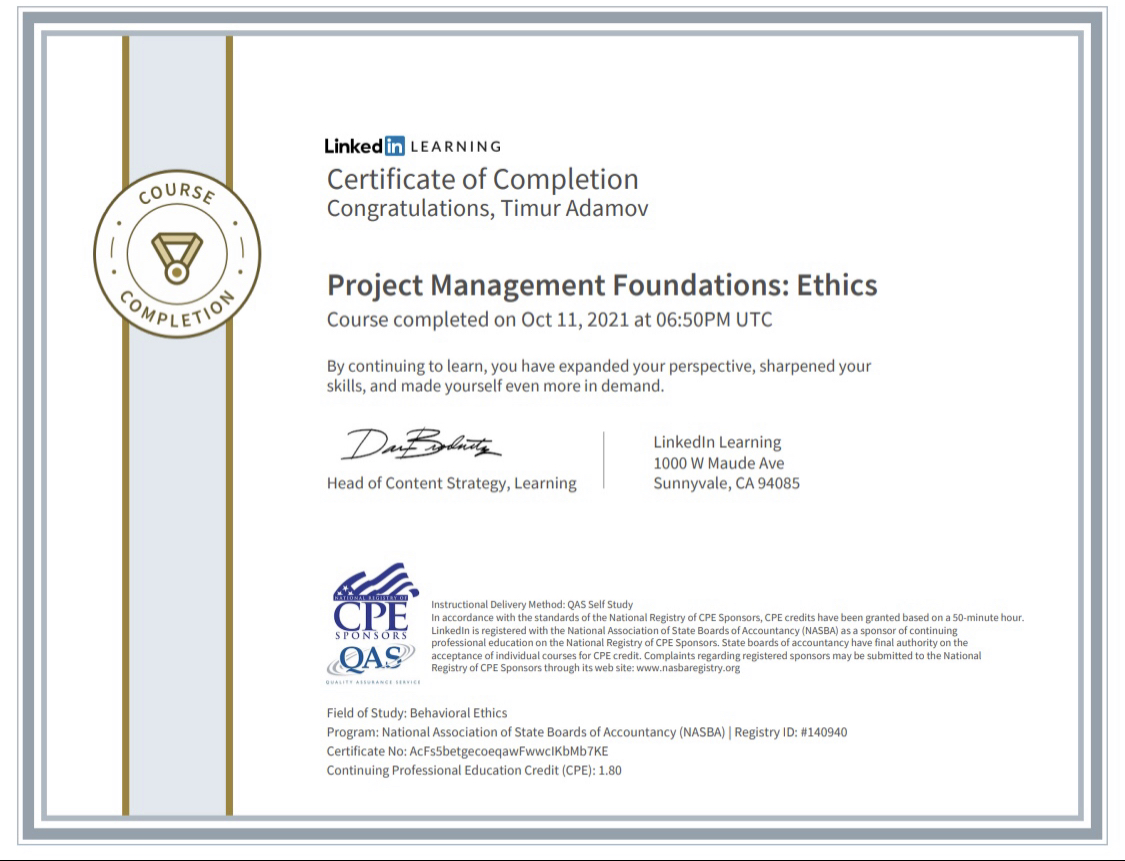 COURSE
COMPLETION
Linked in LEARNING
Certificate of Completion
Congratulations, Timur Adamov
Project Management Foundations: Ethics
Course completed on Oct 11, 2021 at 06:50PM UTC
By continuing to learn, you have expanded your perspective, sharpened your
skills, and made yourself even more in demand.
Head of Content Strategy, Learning
LinkedIn Learning
1000 W Maude Ave
Sunnyvale, CA 94085
NATIONAL REGISTRY OF
CPE
SPONSORS
QAS
QUALITY ASSURANCE SERVICE
Instructional Delivery Method: QAS Self Study
In accordance with the standards of the National Registry of CPE Sponsors, CPE credits have been granted based on a 50-minute hour.
LinkedIn is registered with the National Association of State Boards of Accountancy (NASBA) as a sponsor of continuing
professional education on the National Registry of CPE Sponsors. State boards of accountancy have final authority on the
acceptance of individual courses for CPE credit. Complaints regarding registered sponsors may be submitted to the National
Registry of CPE Sponsors through its web site: www.nasbaregistry.org
Field of Study: Behavioral Ethics
Program: National Association of State Boards of Accountancy (NASBA) | Registry ID: #140940
Certificate No: AcFs5betgecoeqawFwwcIKbMb7KE
Continuing Professional Education Credit (CPE): 1.80